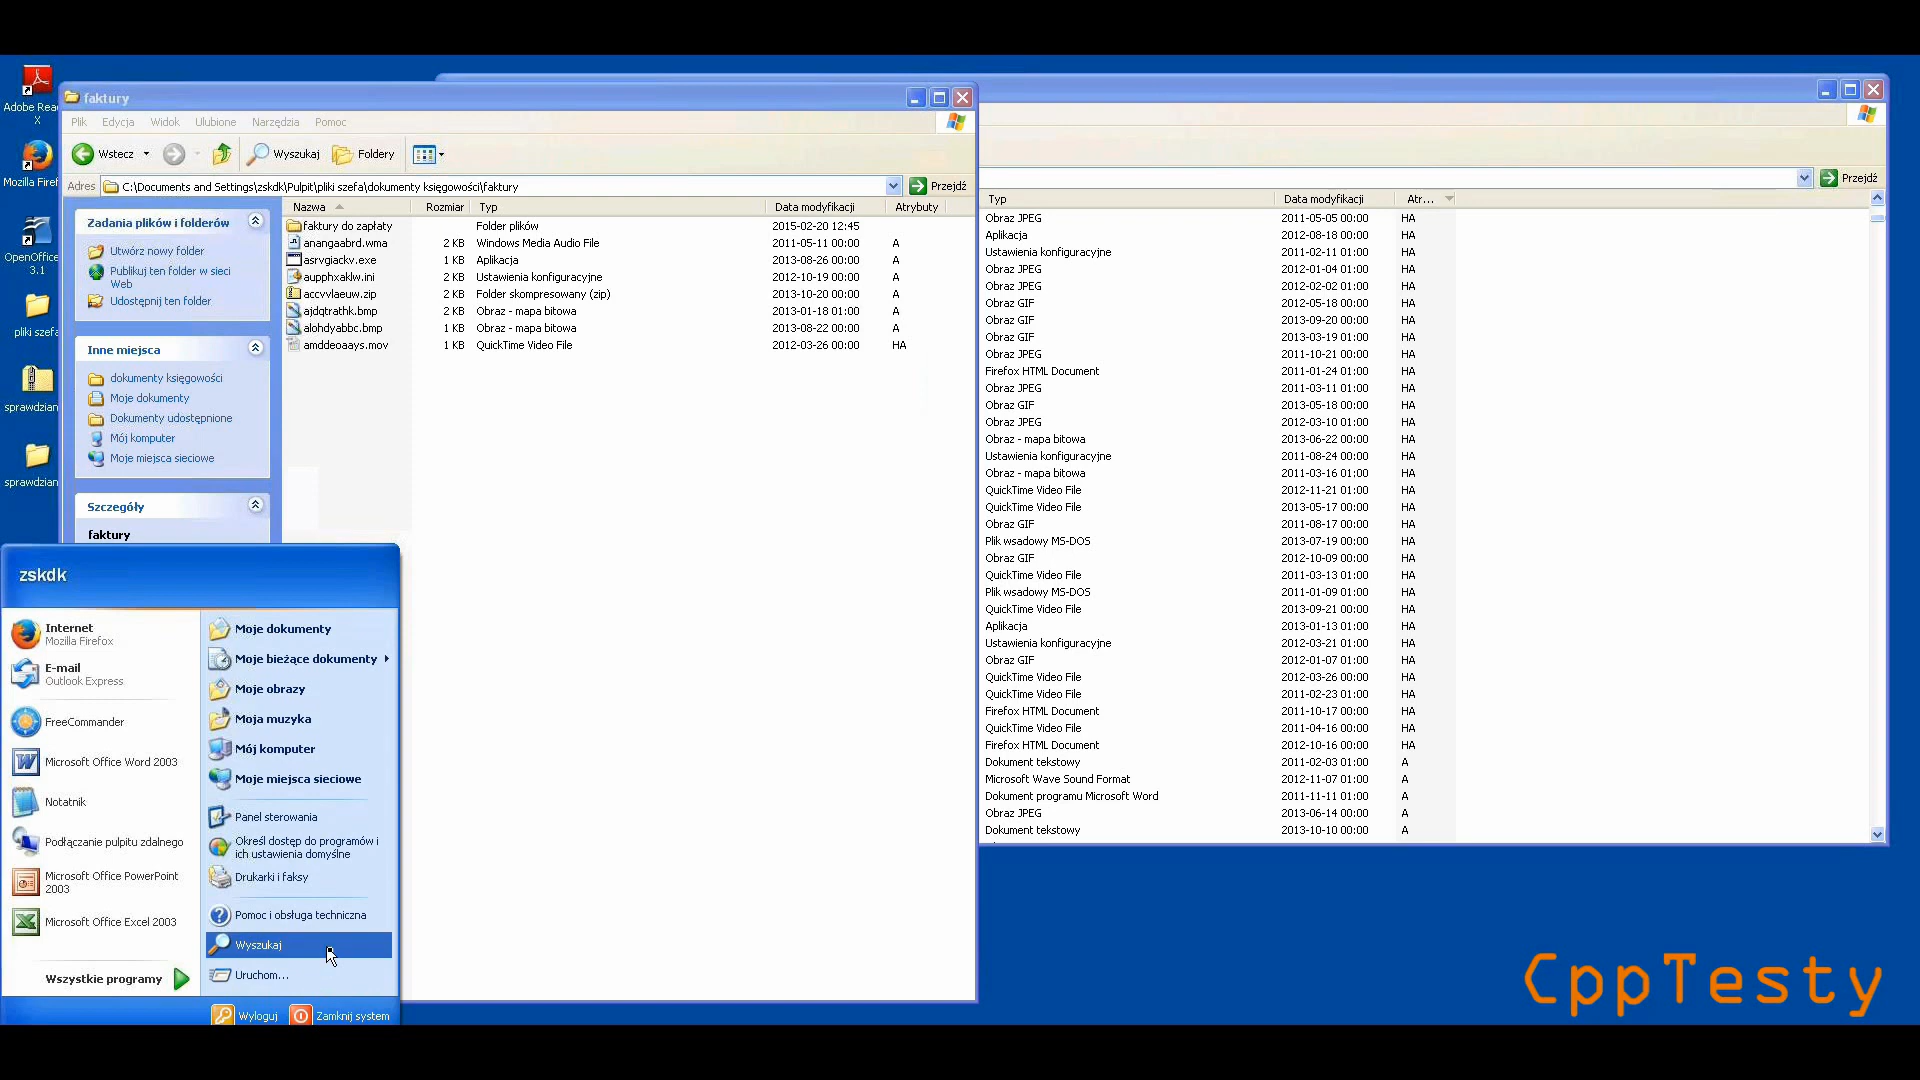 Adobe Rea
X
Mozilla Firef
OpenOffice
3.1
pliki szefa
sprawdzian
sprawdzian
faktury
Plik Edycja Widok Ulubione Narzędzia Pomoc
Wstecz Wyszukaj Foldery
Adres C:\Documents and Settings\zskdk\Pulpit\pliki szefa\dokumenty księgowości\faktury Przejdź
Zadania plików i folderów
Utwórz nowy folder
Publikuj ten folder w sieci
Web
Udostępnij ten folder
Inne miejsca
dokumenty księgowości
Moje dokumenty
Dokumenty udostępnione
Mój komputer
Moje miejsca sieciowe
Szczegóły
faktury
Nazwa Rozmiar Typ Data modyfikacji Atrybuty
faktury do zapłaty Folder plików 2015-02-20 12:45
anangaabrd.wma 2 KB Windows Media Audio File 2011-05-11 00:00 A
asrvgiackv.exe 1 KB Aplikacja 2013-08-26 00:00 A
aupphxaklw.ini 2 KB Ustawienia konfiguracyjne 2012-10-19 00:00 A
accvvlaeuw.zip 2 KB Folder skompresowany (zip) 2013-10-20 00:00 A
ajdqtrathk.bmp 2 KB Obraz - mapa bitowa 2013-01-18 01:00 A
alohdyabbc.bmp 1 KB Obraz - mapa bitowa 2013-08-22 00:00 A
amddeoaays.mov 1 KB QuickTime Video File 2012-03-26 00:00 HA
Przejdź
Typ Data modyfikacji Atr...
Obraz JPEG 2011-05-05 00:00 HA
Aplikacja 2012-08-18 00:00 HA
Ustawienia konfiguracyjne 2011-02-11 01:00 HA
Obraz JPEG 2012-01-04 01:00 HA
Obraz JPEG 2012-02-02 01:00 HA
Obraz GIF 2012-05-18 00:00 HA
Obraz GIF 2013-09-20 00:00 HA
Obraz GIF 2013-03-19 01:00 HA
Obraz JPEG 2011-10-21 00:00 HA
Firefox HTML Document 2011-01-24 01:00 HA
Obraz JPEG 2011-03-11 01:00 HA
Obraz GIF 2013-05-18 00:00 HA
Obraz JPEG 2012-03-10 01:00 HA
Obraz - mapa bitowa 2013-06-22 00:00 HA
Ustawienia konfiguracyjne 2011-08-24 00:00 HA
Obraz - mapa bitowa 2011-03-16 01:00 HA
QuickTime Video File 2012-11-21 01:00 HA
QuickTime Video File 2013-05-17 00:00 HA
Obraz GIF 2011-08-17 00:00 HA
Plik wsadowy MS-DOS 2013-07-19 00:00 HA
Obraz GIF 2012-10-09 00:00 HA
QuickTime Video File 2011-03-13 01:00 HA
Plik wsadowy MS-DOS 2011-01-09 01:00 HA
QuickTime Video File 2013-09-21 00:00 HA
Aplikacja 2013-01-13 01:00 HA
Ustawienia konfiguracyjne 2012-03-21 01:00 HA
Obraz GIF 2012-01-07 01:00 HA
QuickTime Video File 2012-03-26 00:00 HA
QuickTime Video File 2011-02-23 01:00 HA
Firefox HTML Document 2011-10-17 00:00 HA
QuickTime Video File 2011-04-16 00:00 HA
Firefox HTML Document 2012-10-16 00:00 HA
Dokument tekstowy 2011-02-03 01:00 A
Microsoft Wave Sound Format 2012-11-07 01:00 A
Dokument programu Microsoft Word 2011-11-11 01:00 A
Obraz JPEG 2013-06-14 00:00 A
Dokument tekstowy 2013-10-10 00:00 A
zskdk
Internet
Mozilla Firefox
E-mail
Outlook Express
FreeCommander
Microsoft Office Word 2003
Notatnik
Podłączanie pulpitu zdalnego
Microsoft Office PowerPoint
2003
Microsoft Office Excel 2003
Wszystkie programy
Moje dokumenty
Moje bieżące dokumenty
Moje obrazy
Moja muzyka
Mój komputer
Moje miejsca sieciowe
Panel sterowania
Określ dostęp do programów i
ich ustawienia domyślne
Drukarki i faksy
Pomoc i obsługa techniczna
Wyszukaj
Uruchom...
Wyloguj Zamknij system
CppTesty